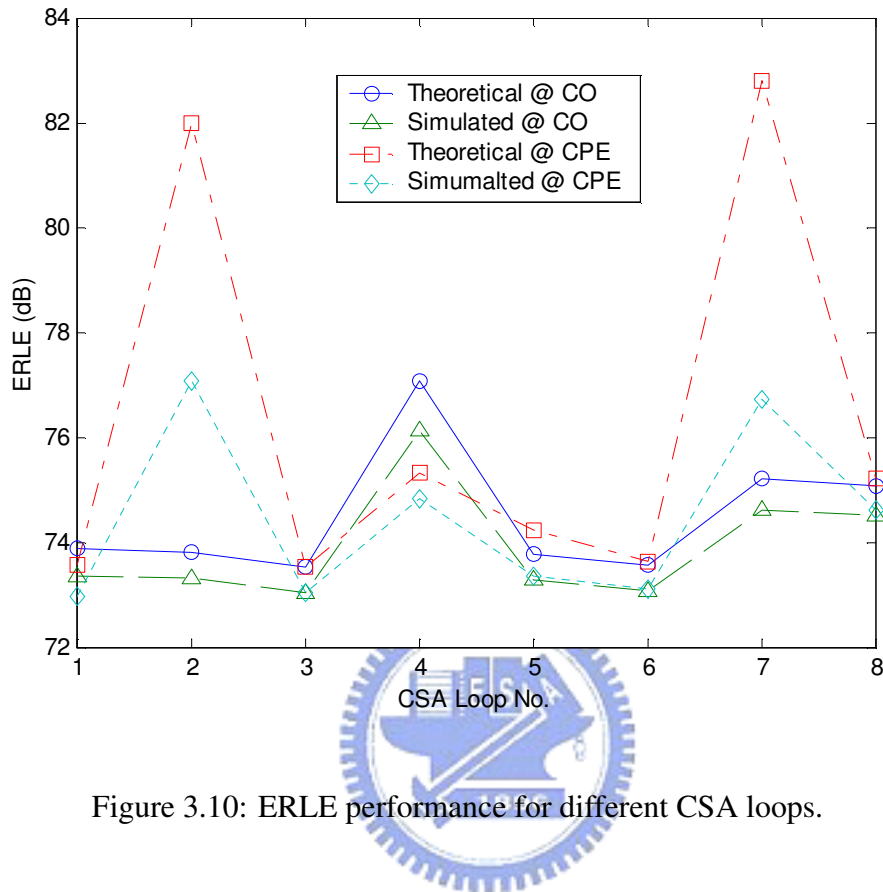 84
82
80
78
76
74
72
ERLE (dB)
Theoretical @ CO
Simulated @ CO
Theoretical @ CPE
Simumalted @ CPE
1 2 3 4 5 6 7 8
CSA Loop No.
Figure 3.10: ERLE performance for different CSA loops.